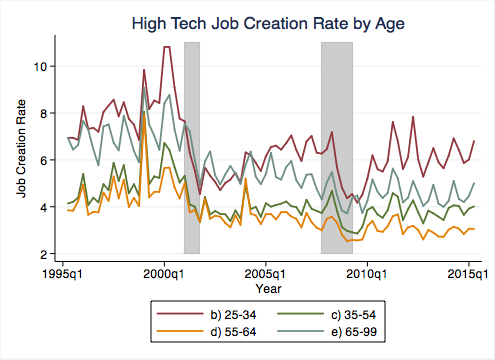 High Tech Job Creation Rate by Age
Job Creation Rate
10
8
6
4
2
1995q1 2000q1 2005q1 2010q1 2015q1
Year
b) 25-34 c) 35-54
d) 55-64 e) 65-99